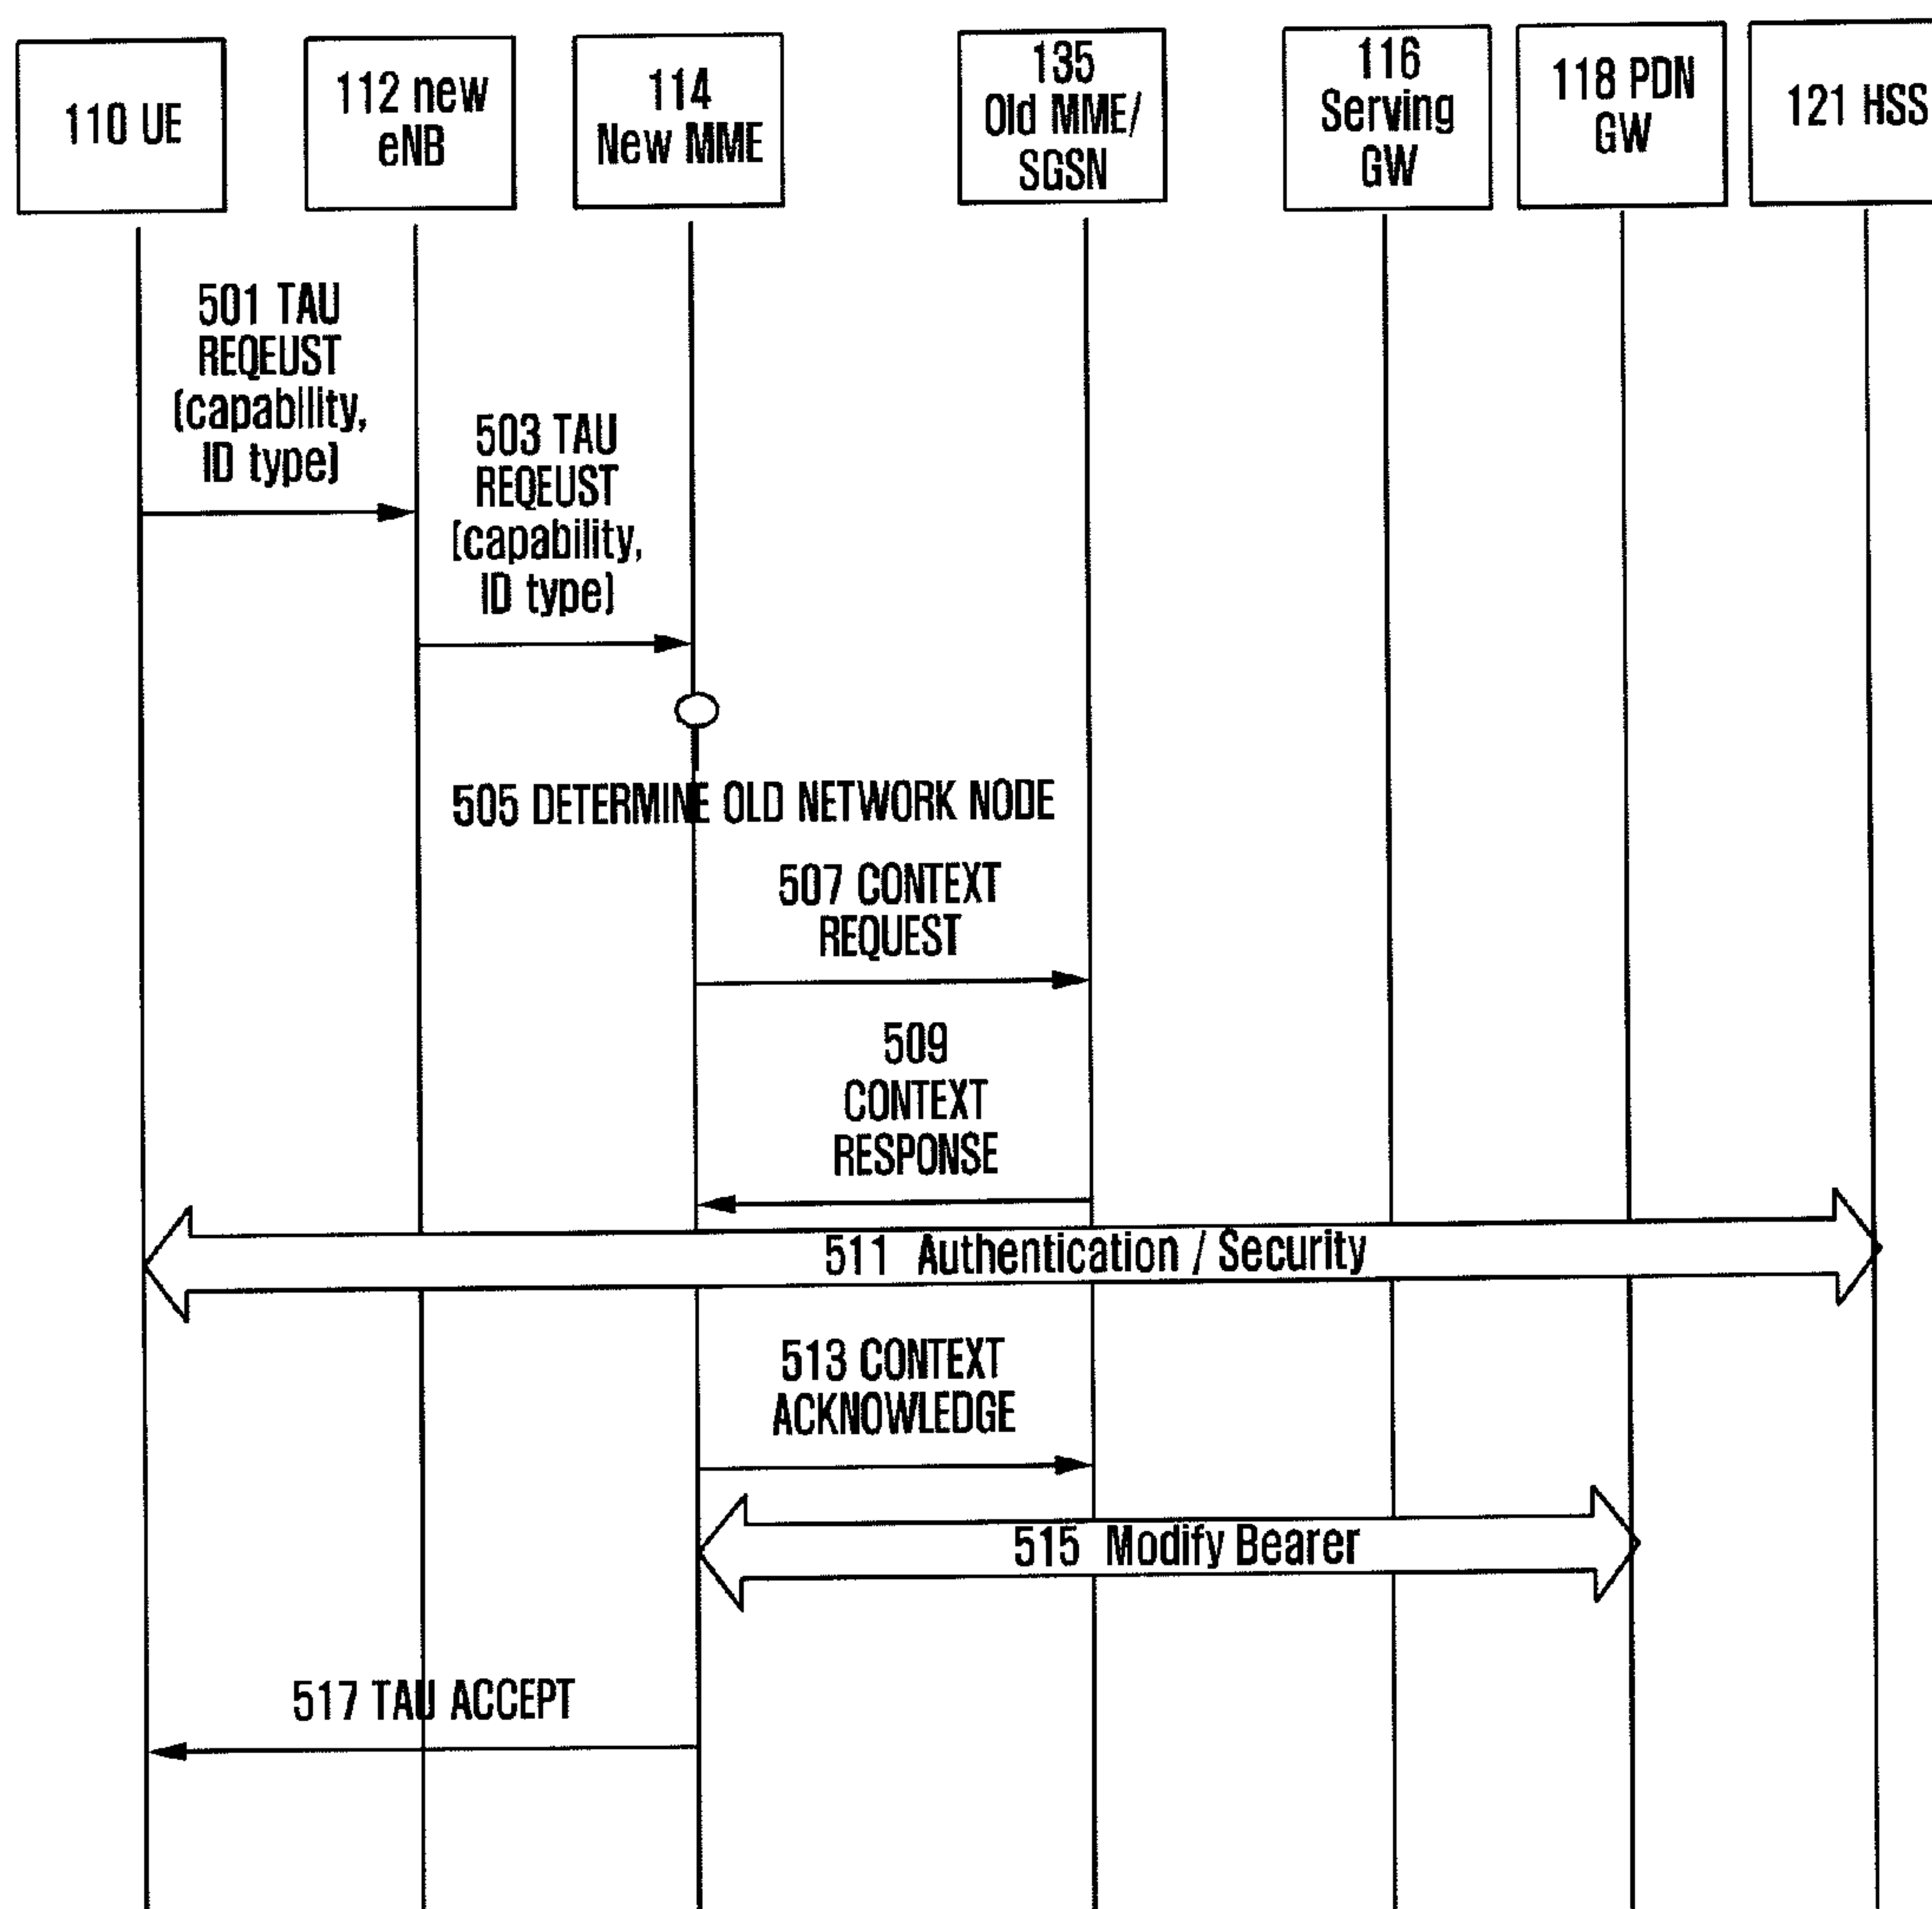 110 UE
112 new
eNB
114
New MME
135
Old MME/
SGSN
116
Serving
GW
118 PDN
GW
121 HSS
501 TAU
REQEUST
(capability,
ID type)
503 TAU
REQEUST
(capability,
ID type)
505 DETERMINE OLD NETWORK NODE
507 CONTEXT
REQUEST
509
CONTEXT
RESPONSE
511 Authentication / Security
513 CONTEXT
ACKNOWLEDGE
515 Modify Bearer
517 TAU ACCEPT